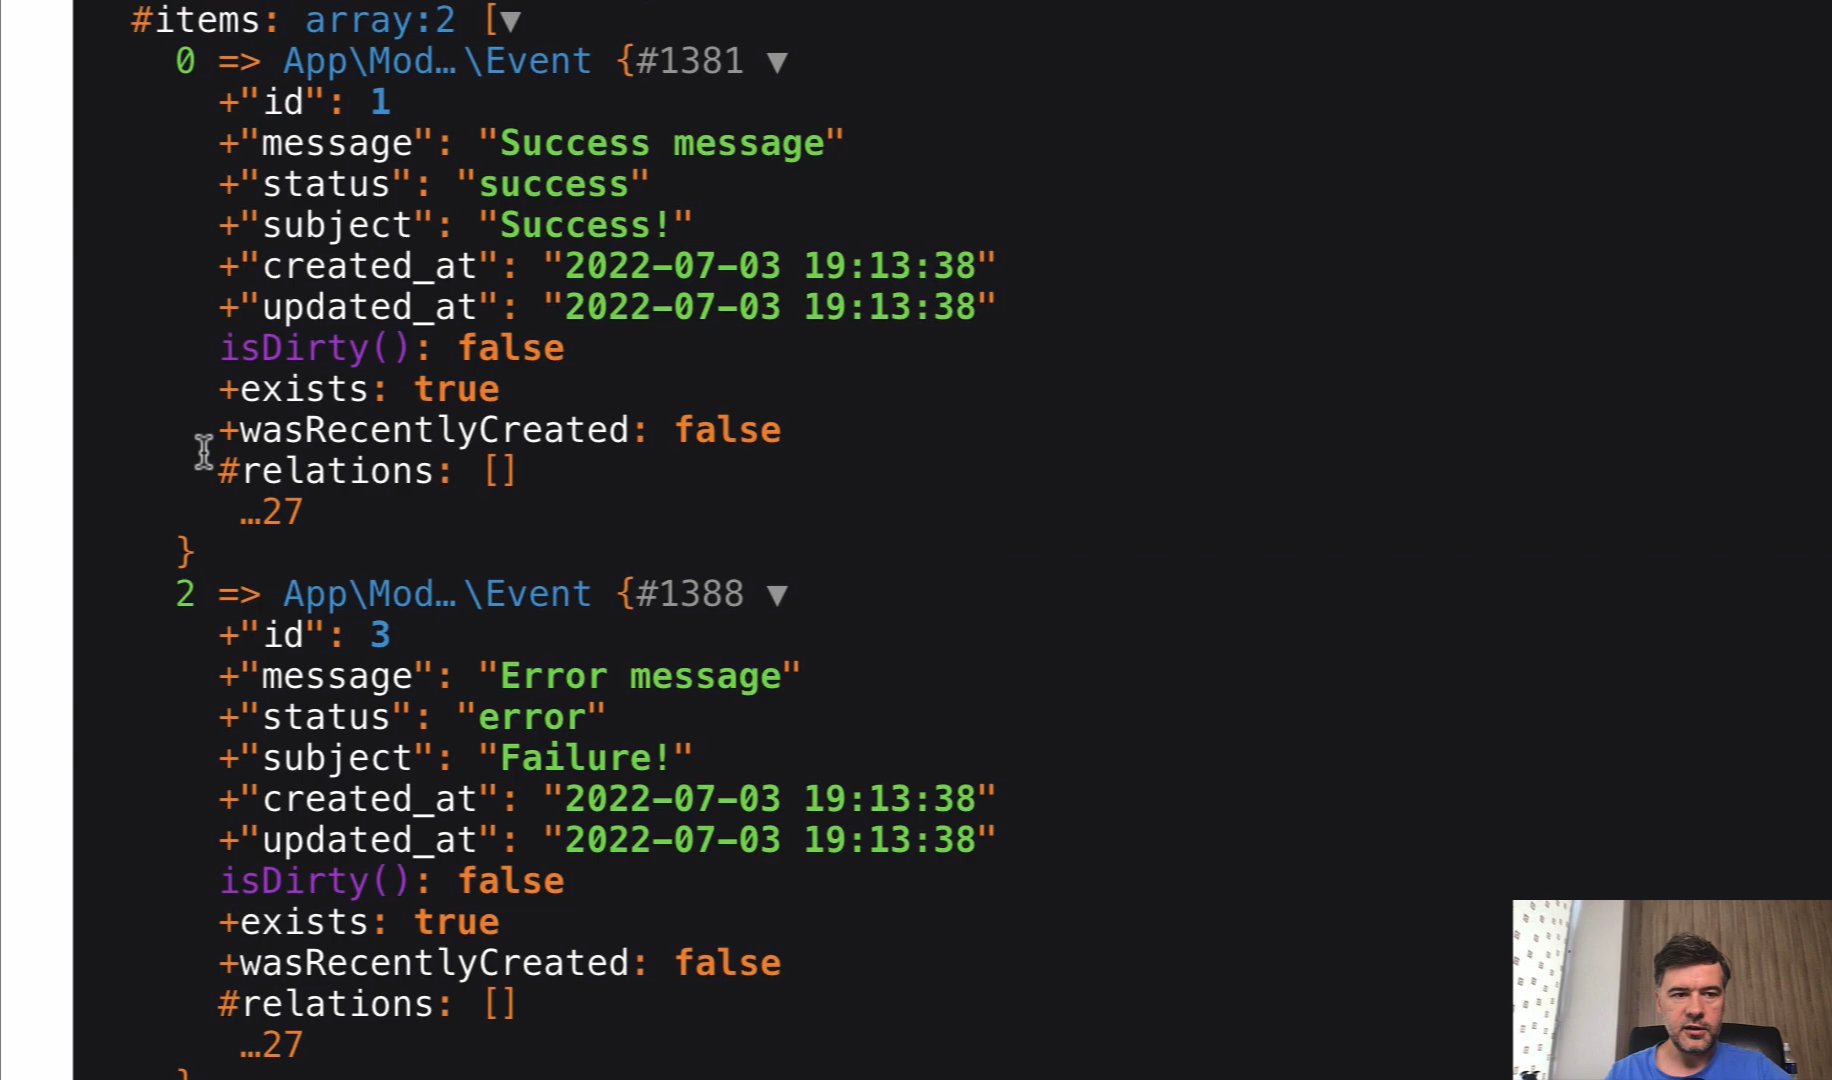 #items: array:2 [▼
0 => App\Mod…\Event {#1381 ▼
+"id": 1
+"message": "Success message"
+"status": "success"
+"subject": "Success!"
+"created_at": "2022-07-03 19:13:38"
+"updated_at": "2022-07-03 19:13:38"
isDirty(): false
+exists: true
+wasRecentlyCreated: false
#relations: []
…27
}
2 => App\Mod…\Event {#1388 ▼
+"id": 3
+"message": "Error message"
+"status": "error"
+"subject": "Failure!"
+"created_at": "2022-07-03 19:13:38"
+"updated_at": "2022-07-03 19:13:38"
isDirty(): false
+exists: true
+wasRecentlyCreated: false
#relations: []
…27
}